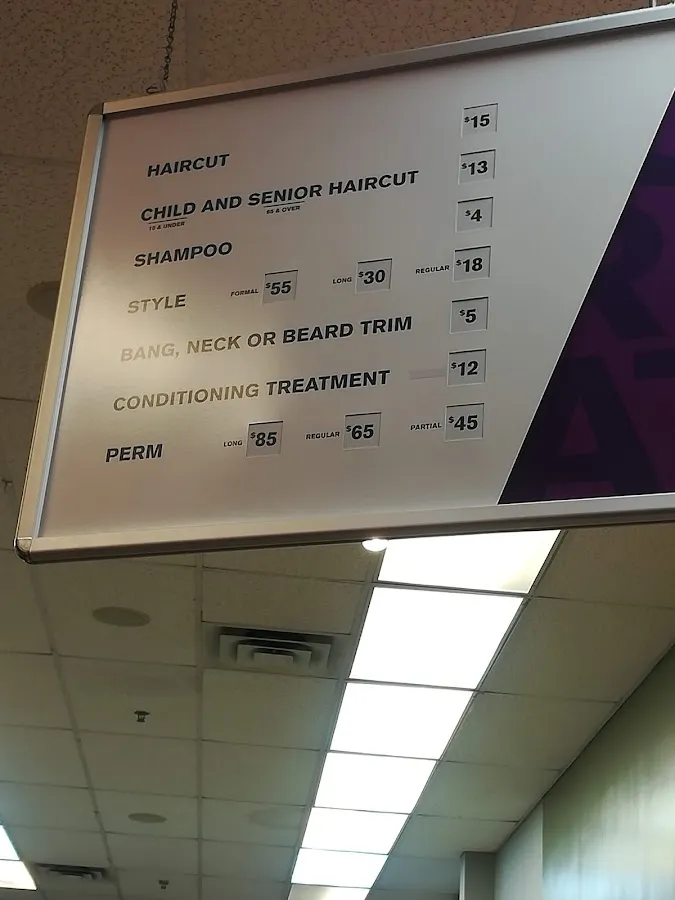 HAIRCUT $15
CHILD AND SENIOR HAIRCUT $13
10 & UNDER 65 & OVER
SHAMPOO $4
STYLE FORMAL $55 LONG $30 REGULAR $18
BANG, NECK OR BEARD TRIM $5
CONDITIONING TREATMENT $12
PERM LONG $85 REGULAR $65 PARTIAL $45